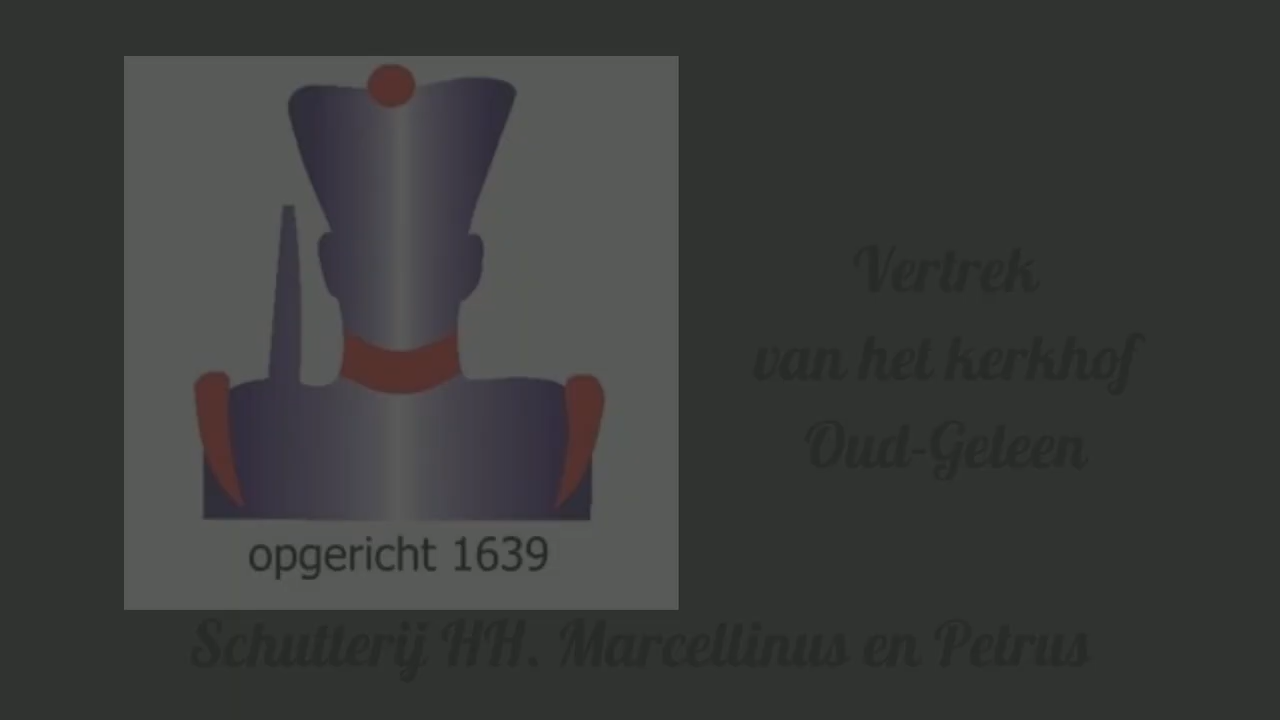 Vertrek
van het kerkhof
Oud-Geleen
opgericht 1639
Schutterij HH. Marcellinus en Petrus